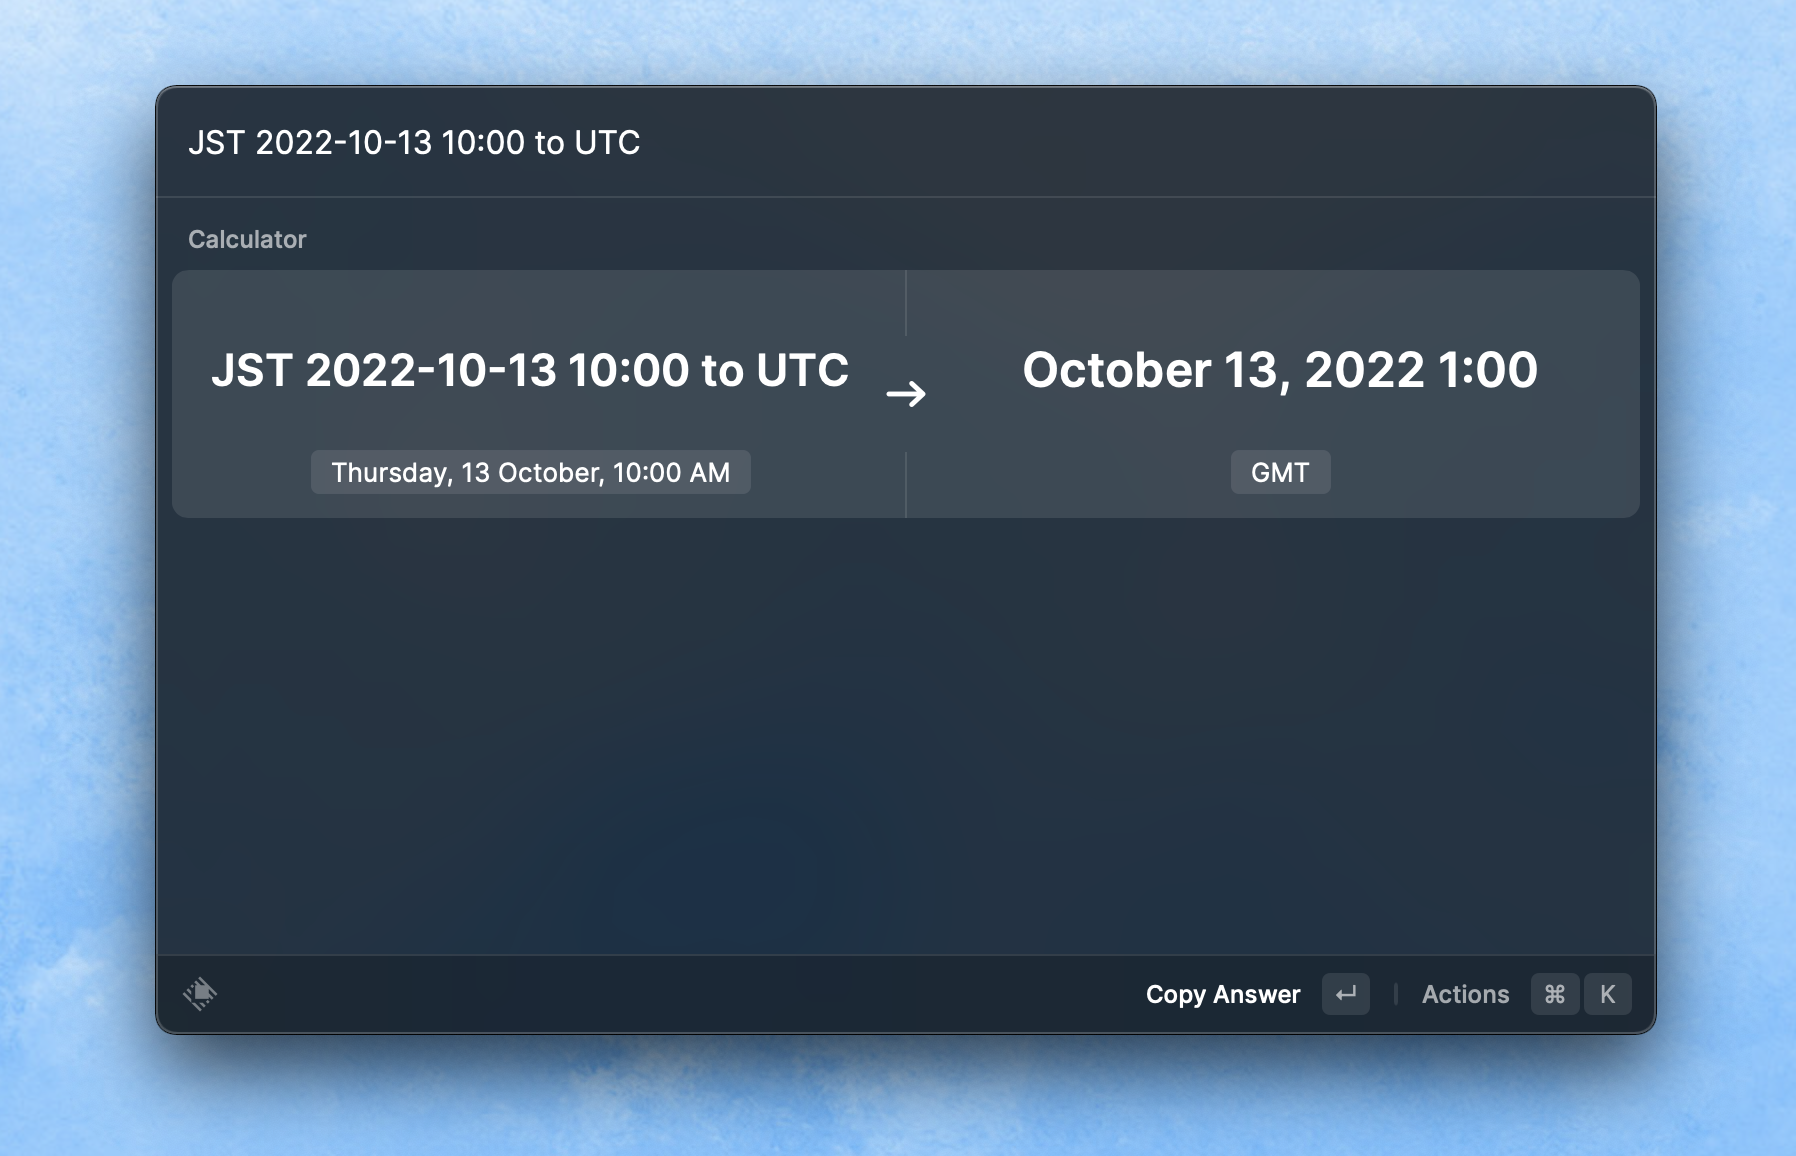 JST 2022-10-13 10:00 to UTC
Calculator
JST 2022-10-13 10:00 to UTC
→
October 13, 2022 1:00
Thursday, 13 October, 10:00 AM
GMT
Copy Answer ↵ | Actions ⌘ K